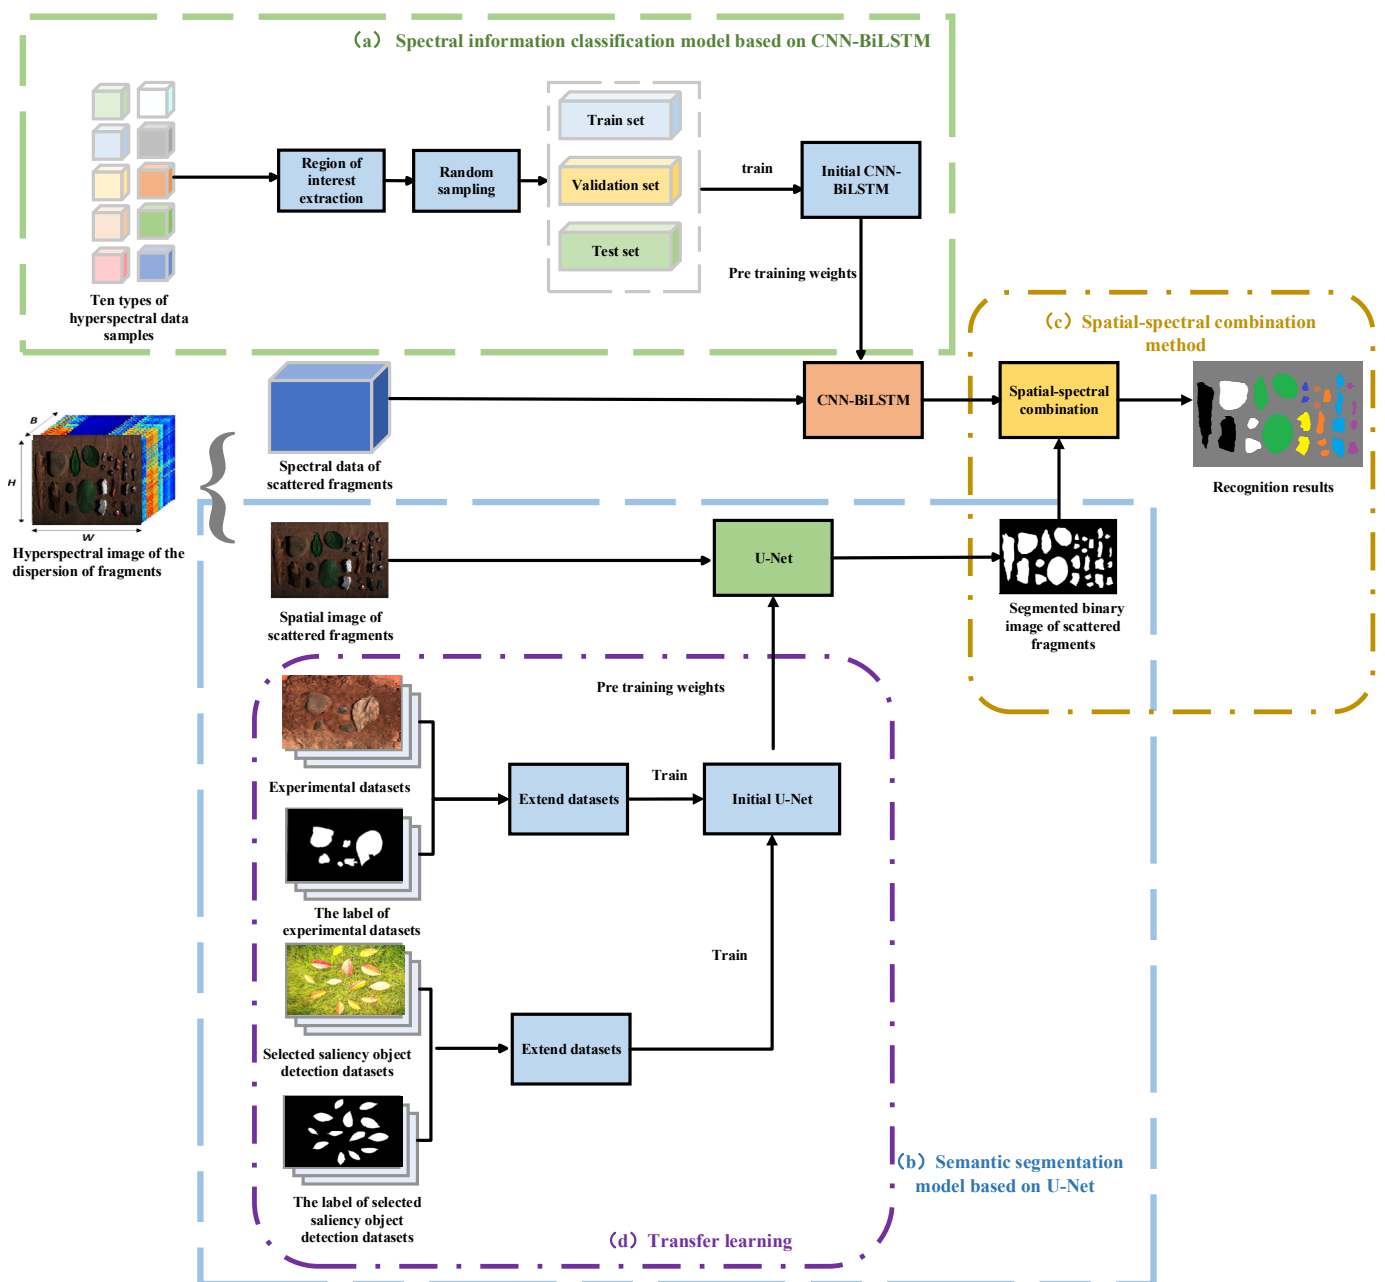 （a） Spectral information classification model based on CNN-BiLSTM
Train set
Region of
interest
extraction
Random
sampling
Validation set
train
Initial CNN-
BiLSTM
Test set
Pre training weights
Ten types of
hyperspectral data
samples
（c）Spatial-spectral combination
method
CNN-BiLSTM
Spatial-spectral
combination
B
H
W
Spectral data of
scattered fragments
Recognition results
Hyperspectral image of the
dispersion of fragments
U-Net
Spatial image of
scattered fragments
Segmented binary
image of scattered
fragments
Pre training weights
Experimental datasets
Extend datasets
Train
Initial U-Net
The label of
experimental datasets
Train
Selected saliency object
detection datasets
Extend datasets
（b）Semantic segmentation
model based on U-Net
The label of selected
saliency object
detection datasets
（d）Transfer learning